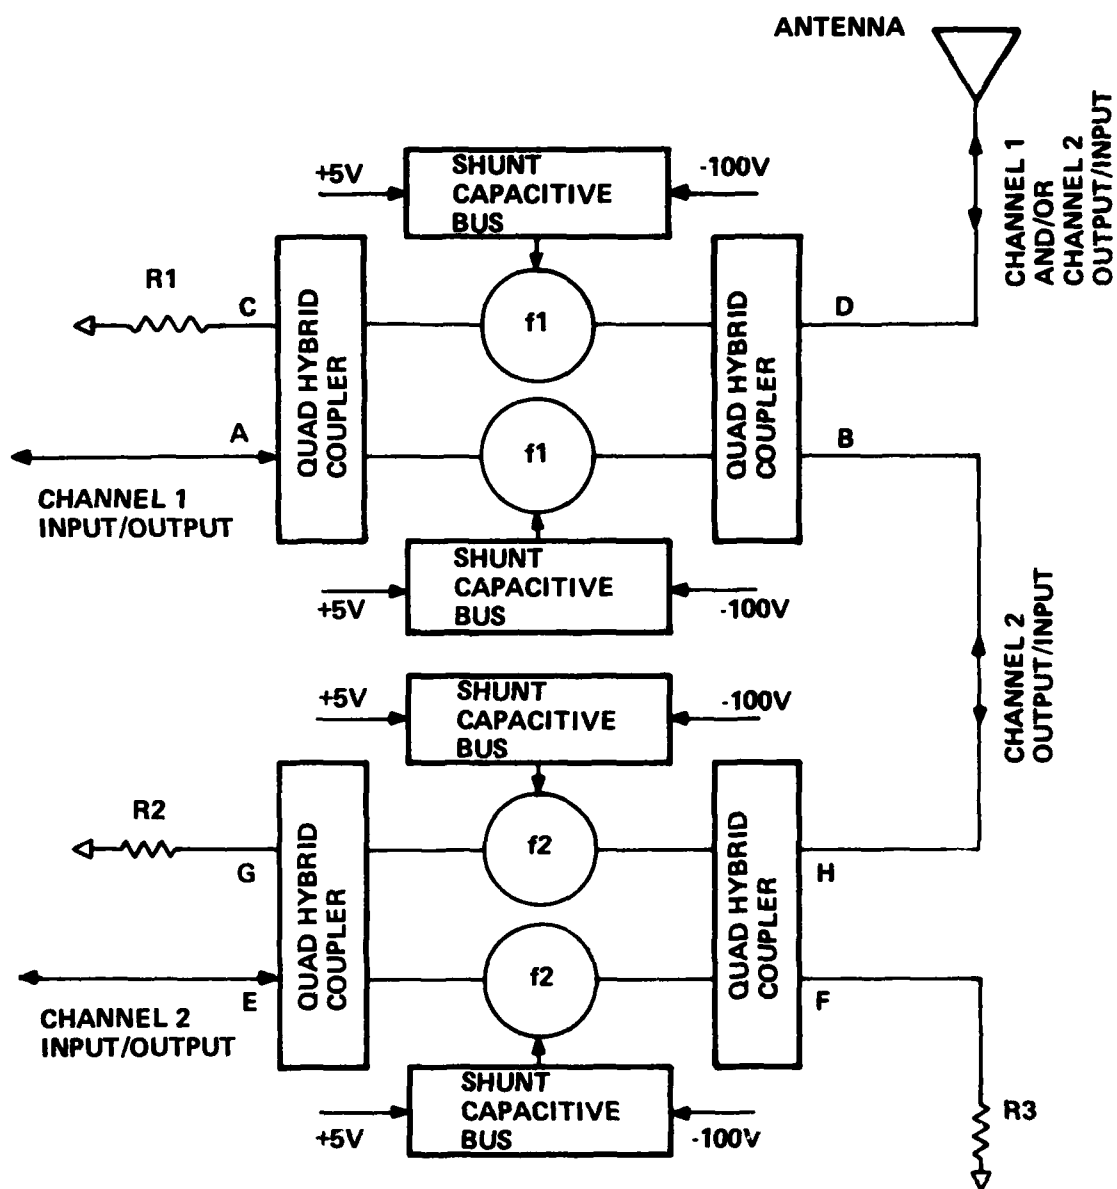 ANTENNA
CHANNEL 1
AND/OR
CHANNEL 2
OUTPUT/INPUT
+5V
SHUNT
CAPACITIVE
BUS
-100V
R1
C
QUAD HYBRID
COUPLER
f1
QUAD HYBRID
COUPLER
D
A
f1
B
CHANNEL 1
INPUT/OUTPUT
+5V
SHUNT
CAPACITIVE
BUS
-100V
CHANNEL 2
OUTPUT/INPUT
+5V
SHUNT
CAPACITIVE
BUS
-100V
R2
G
QUAD HYBRID
COUPLER
f2
QUAD HYBRID
COUPLER
H
E
f2
F
CHANNEL 2
INPUT/OUTPUT
+5V
SHUNT
CAPACITIVE
BUS
-100V
R3